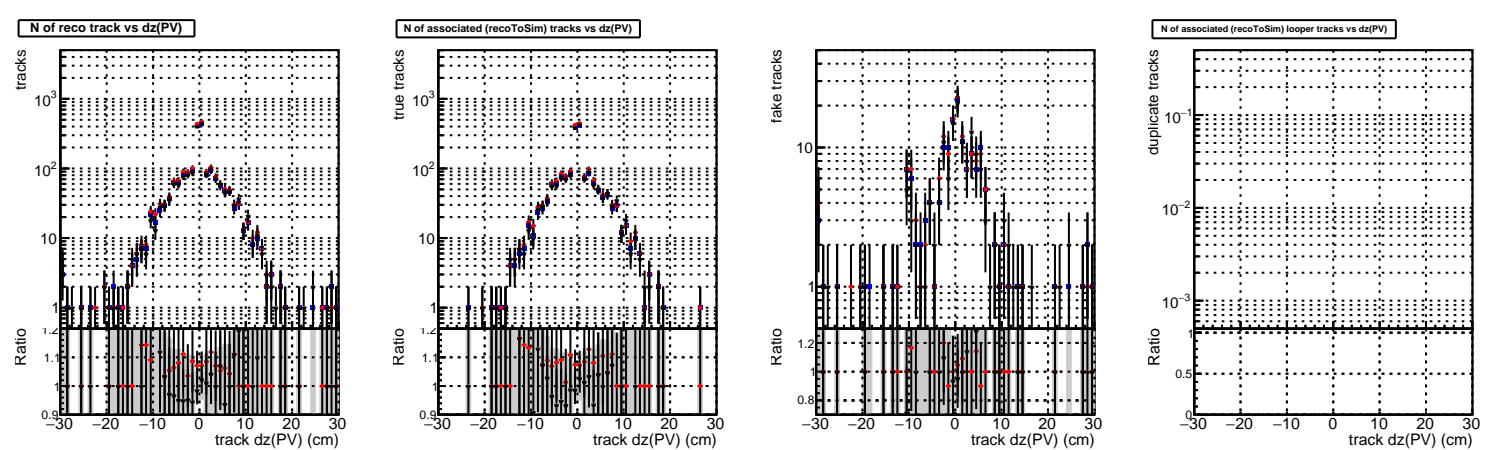 N of reco track vs dz(PV)
tracks
10³
10²
10
1
Ratio
1.2
1.1
1
0.9
−30 −20 −10 0 10 20 30
track dz(PV) (cm)
N of associated (recoToSim) tracks vs dz(PV)
true tracks
10³
10²
10
1
Ratio
1.2
1.1
1
0.9
−30 −20 −10 0 10 20 30
track dz(PV) (cm)
fake tracks
10
1
Ratio
1.2
1
0.8
−30 −20 −10 0 10 20 30
track dz(PV) (cm)
N of associated (recoToSim) looper tracks vs dz(PV)
duplicate tracks
10⁻¹
10⁻²
10⁻³
Ratio
1
0.5
0
−30 −20 −10 0 10 20 30
track dz(PV) (cm)